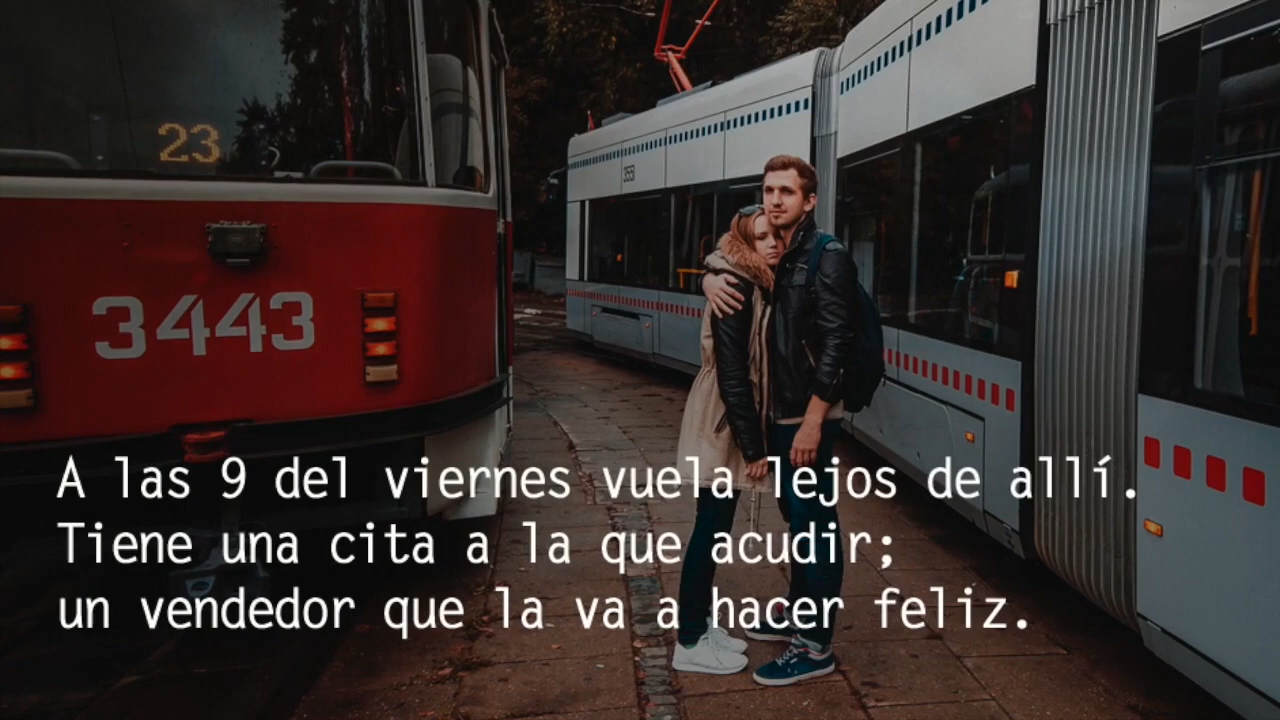 23
3551
3443
A las 9 del viernes vuela lejos de allí.
Tiene una cita a la que acudir;
un vendedor que la va a hacer feliz.